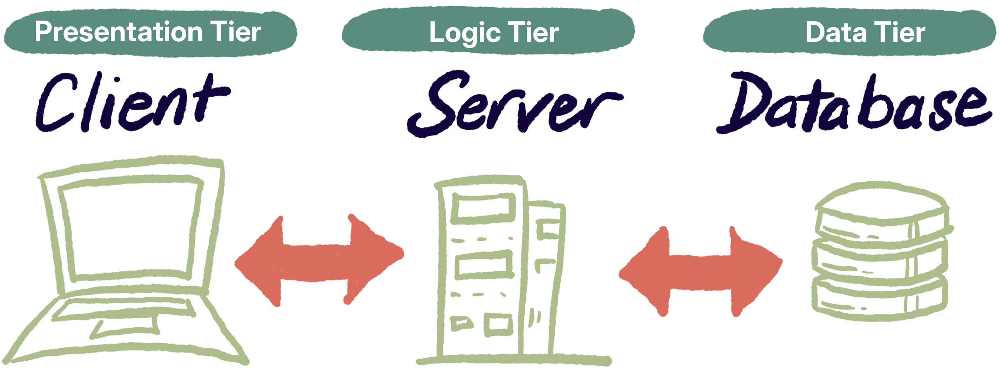 Presentation Tier
Logic Tier
Data Tier
Client
Server
Database